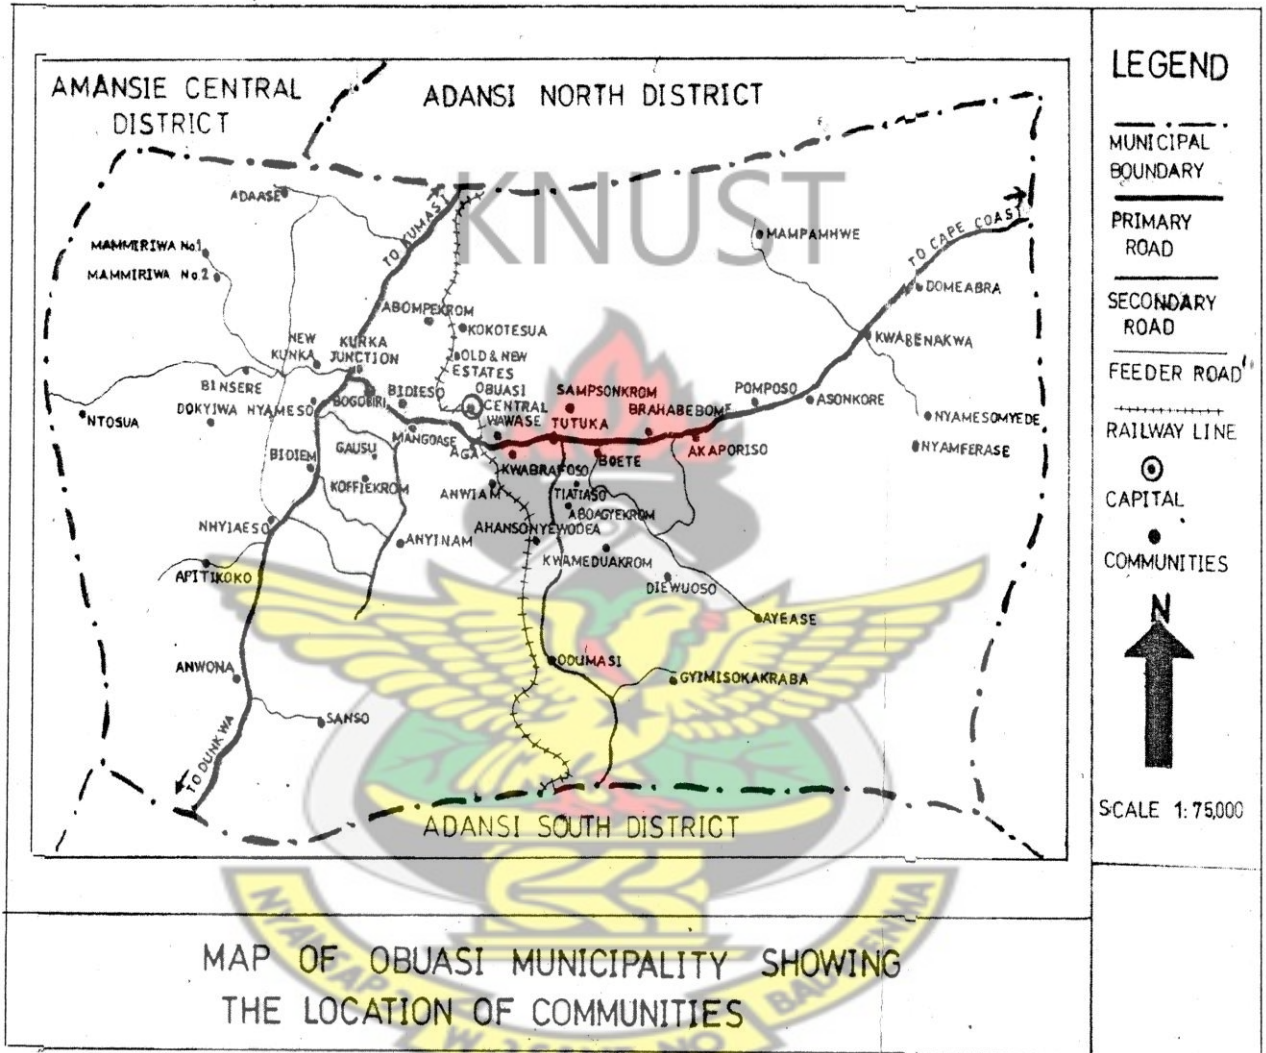 AMANSIE CENTRAL
DISTRICT
ADANSI NORTH DISTRICT
KNUST
ADAASE
TO KUMASI
MAMMIRIWA No.1
MAMMIRIWA No.2
MAMPAMHWE
TO CAPE COAST
DOMEABRA
ABOMPEKROM
KOKOTESUA
KWABENAKWA
NEW
KUNKA
KURKA
JUNCTION
OLD & NEW
ESTATES
BINSERE
BOGOBIRI
BIDIESO
OBUASI
CENTRAL
SAMPSONKROM
POMPOSO
ASONKORE
NTOSUA
DOKYIWA
NYAMESO
MANGOASE
WAWASE
TUTUKA
BRAHABEBOME
NYAMESOMYEDE
GAUSU
AGA
KWABRAFOSO
BOETE
AKAPORISO
NYAMFERASE
BIDIEM
KOFFIEKROM
ANWIAM
TIATIASO
ABOAGYEKROM
NHYIAESO
ANYINAM
AHANSONYEWODEA
KWAMEDUAKROM
APITIKOKO
DIEWUOSO
AYEASE
ANWONA
ODUMASI
GYIMISOKAKRABA
SANSO
TO DUNKWA
ADANSI SOUTH DISTRICT
LEGEND
MUNICIPAL
BOUNDARY
PRIMARY
ROAD
SECONDARY
ROAD
FEEDER ROAD
RAILWAY LINE
CAPITAL
COMMUNITIES
N
SCALE 1:75,000
MAP OF OBUASI MUNICIPALITY SHOWING
THE LOCATION OF COMMUNITIES